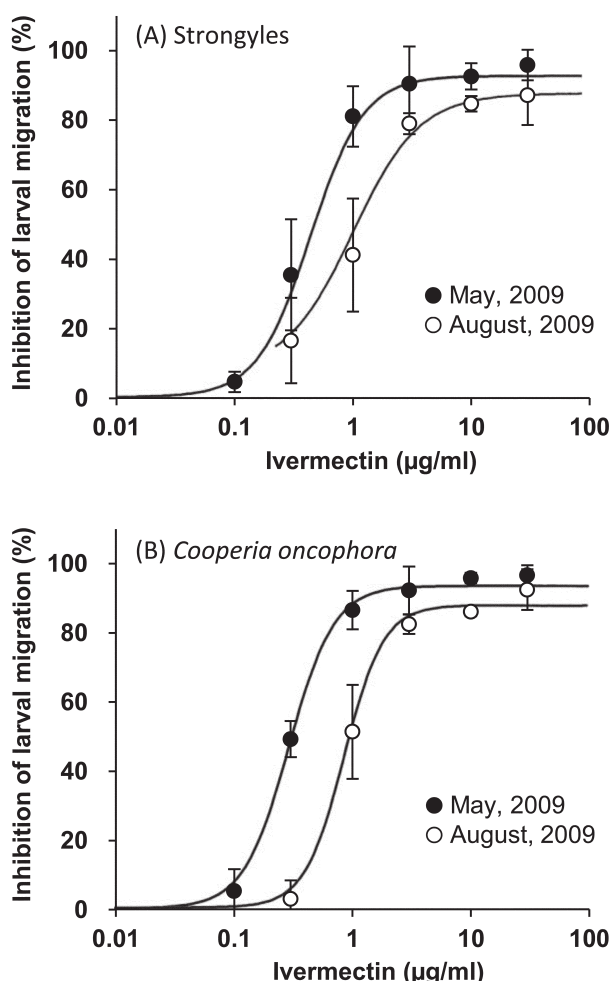 (A) Strongyles
Inhibition of larval migration (%)
100
80
60
40
20
0
May, 2009
August, 2009
0.01 0.1 1 10 100
Ivermectin (µg/ml)
(B) Cooperia oncophora
Inhibition of larval migration (%)
100
80
60
40
20
0
May, 2009
August, 2009
0.01 0.1 1 10 100
Ivermectin (µg/ml)